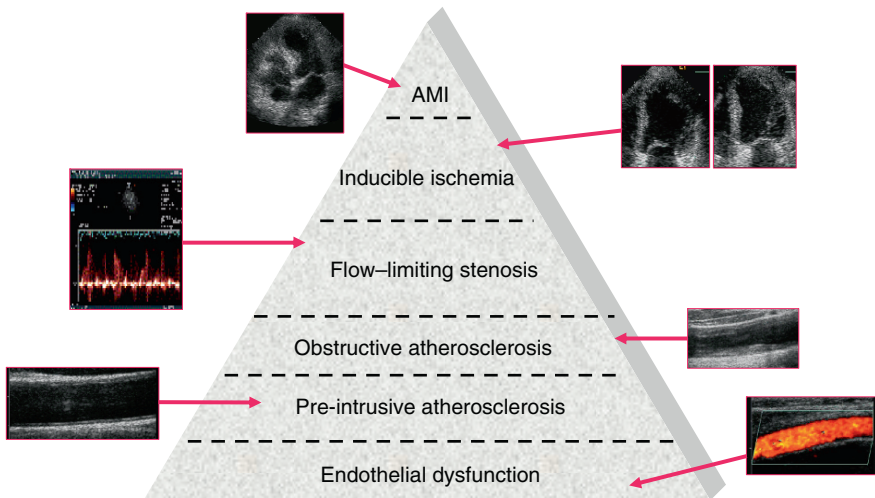 AMI
Inducible ischemia
Flow–limiting stenosis
Obstructive atherosclerosis
Pre-intrusive atherosclerosis
Endothelial dysfunction